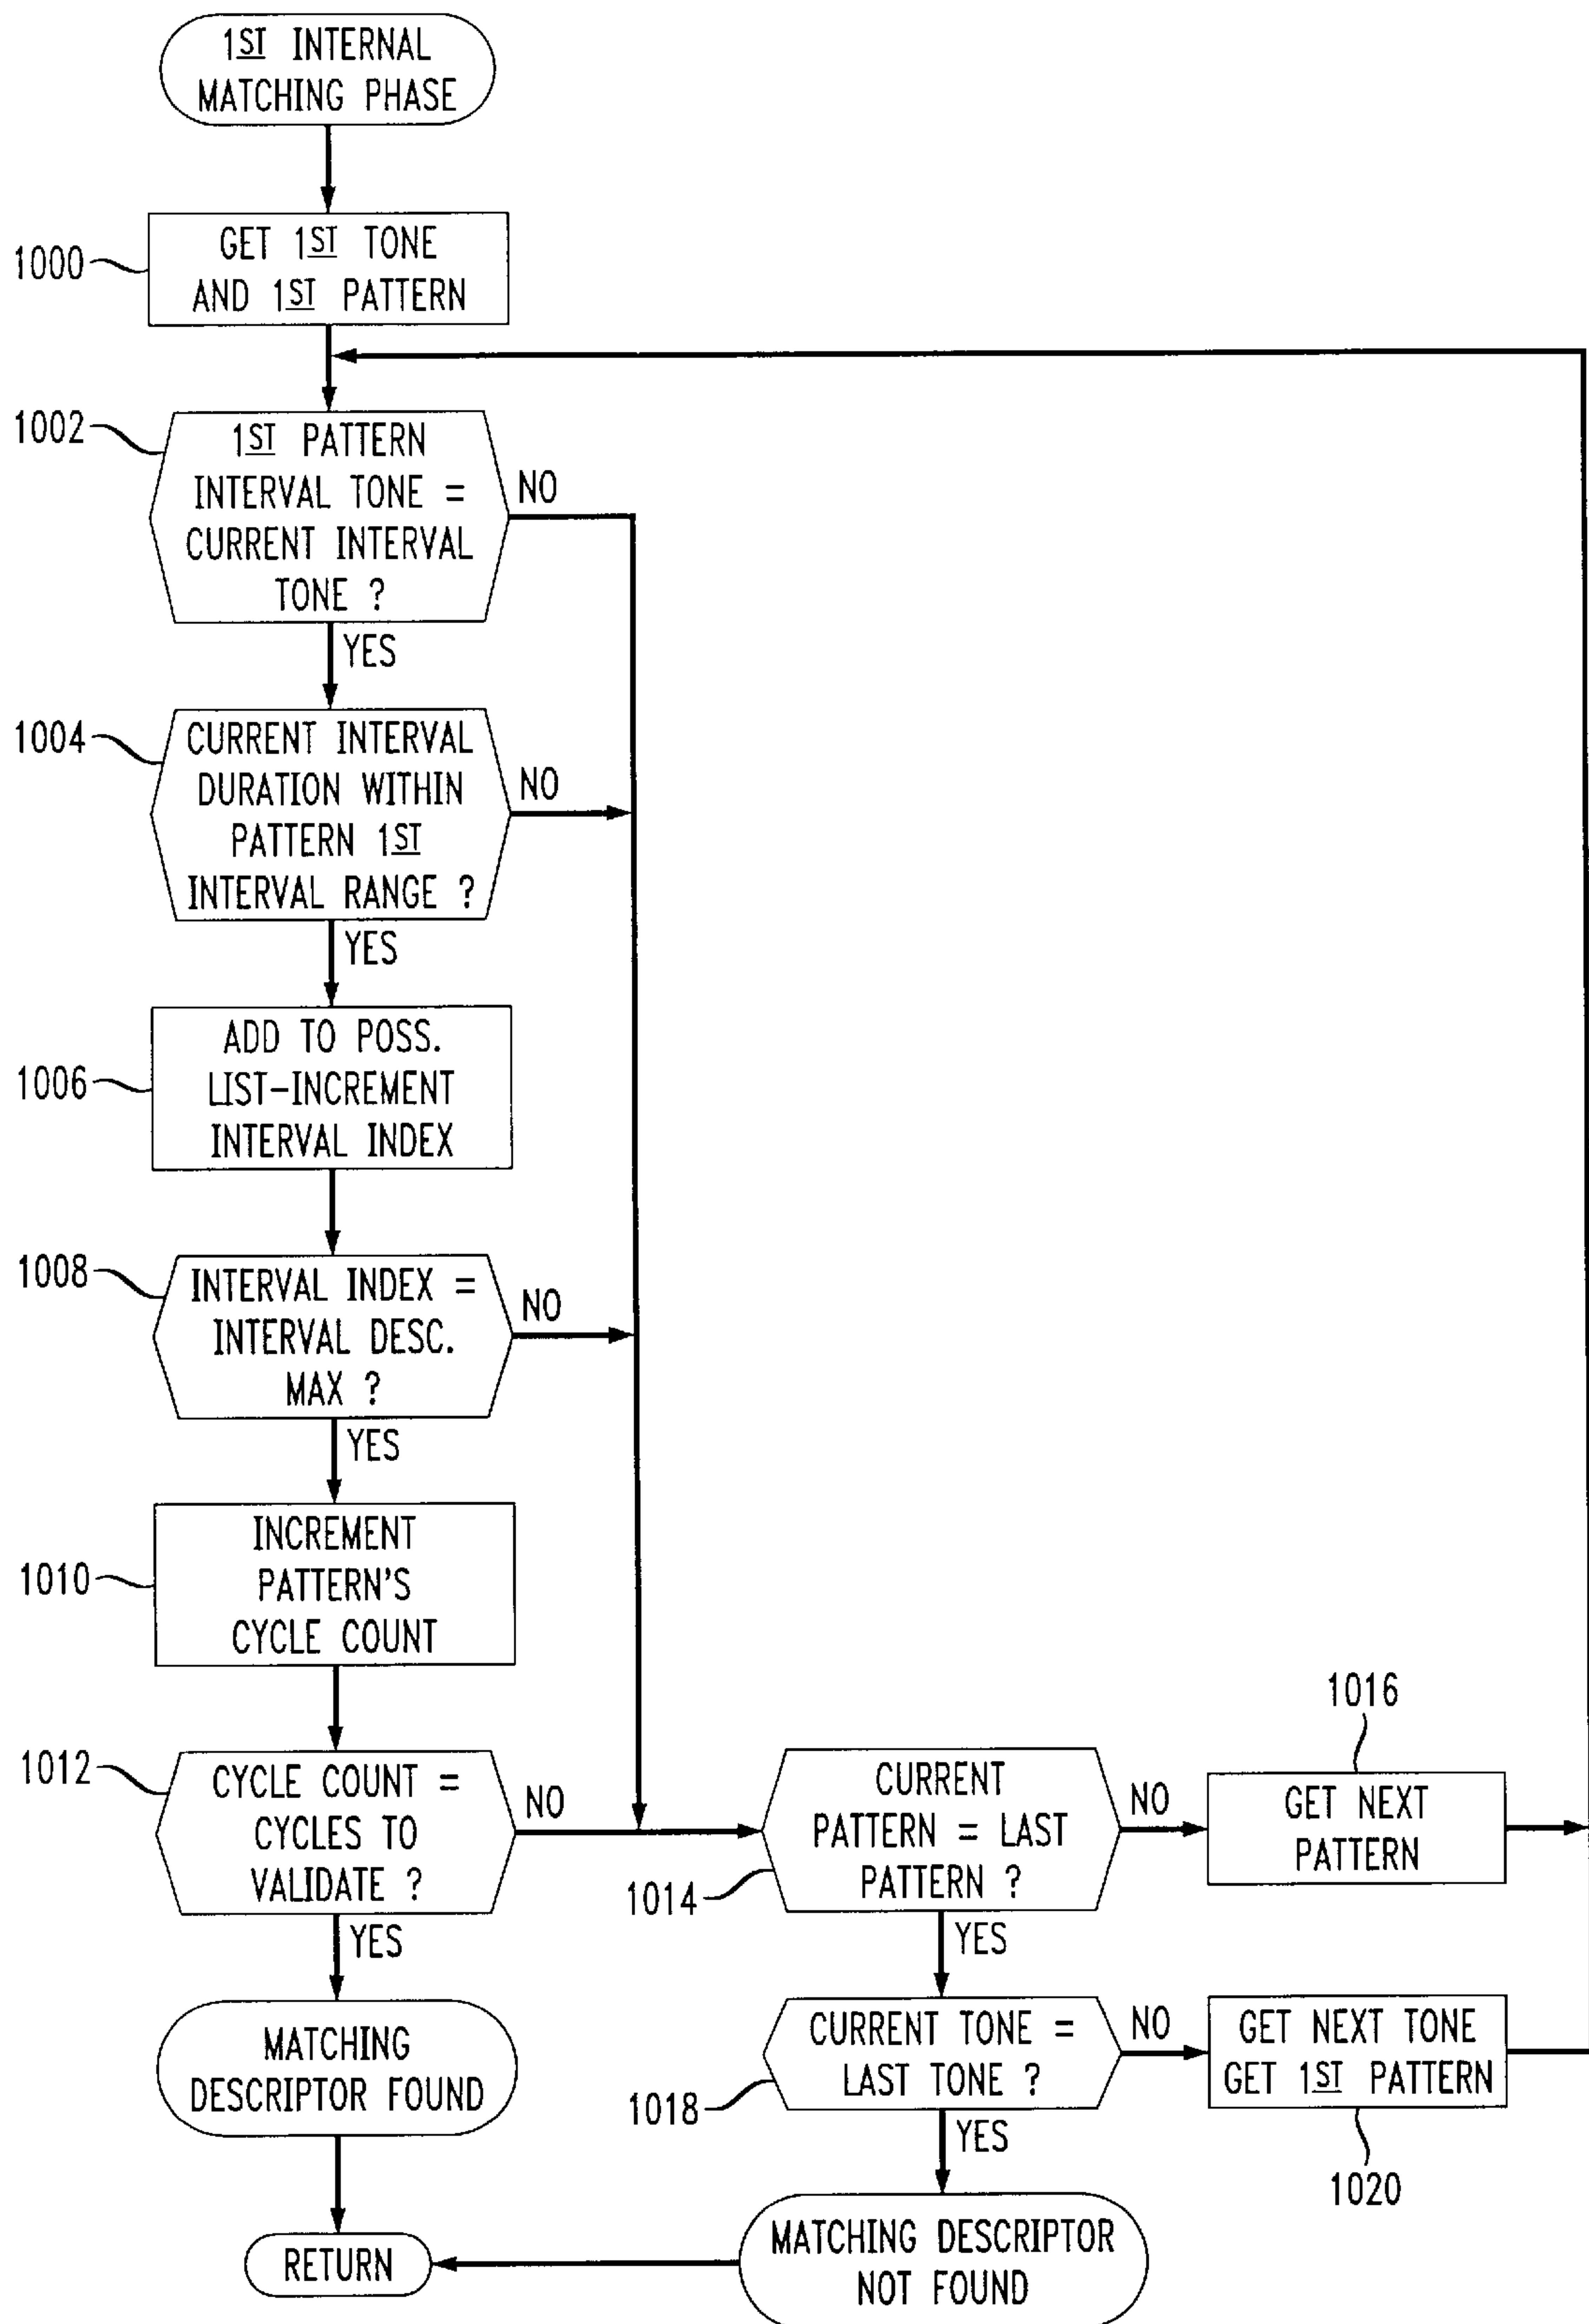 1ST INTERNAL
MATCHING PHASE
1000
GET 1ST TONE
AND 1ST PATTERN
1002
1ST PATTERN
INTERVAL TONE =
CURRENT INTERVAL
TONE ?
NO
YES
1004
CURRENT INTERVAL
DURATION WITHIN
PATTERN 1ST
INTERVAL RANGE ?
NO
YES
1006
ADD TO POSS.
LIST-INCREMENT
INTERVAL INDEX
1008
INTERVAL INDEX =
INTERVAL DESC.
MAX ?
NO
YES
1010
INCREMENT
PATTERN'S
CYCLE COUNT
1012
CYCLE COUNT =
CYCLES TO
VALIDATE ?
NO
YES
1014
CURRENT
PATTERN = LAST
PATTERN ?
NO
YES
1016
GET NEXT
PATTERN
MATCHING
DESCRIPTOR FOUND
1018
CURRENT TONE =
LAST TONE ?
NO
YES
GET NEXT TONE
GET 1ST PATTERN
1020
RETURN
MATCHING DESCRIPTOR
NOT FOUND